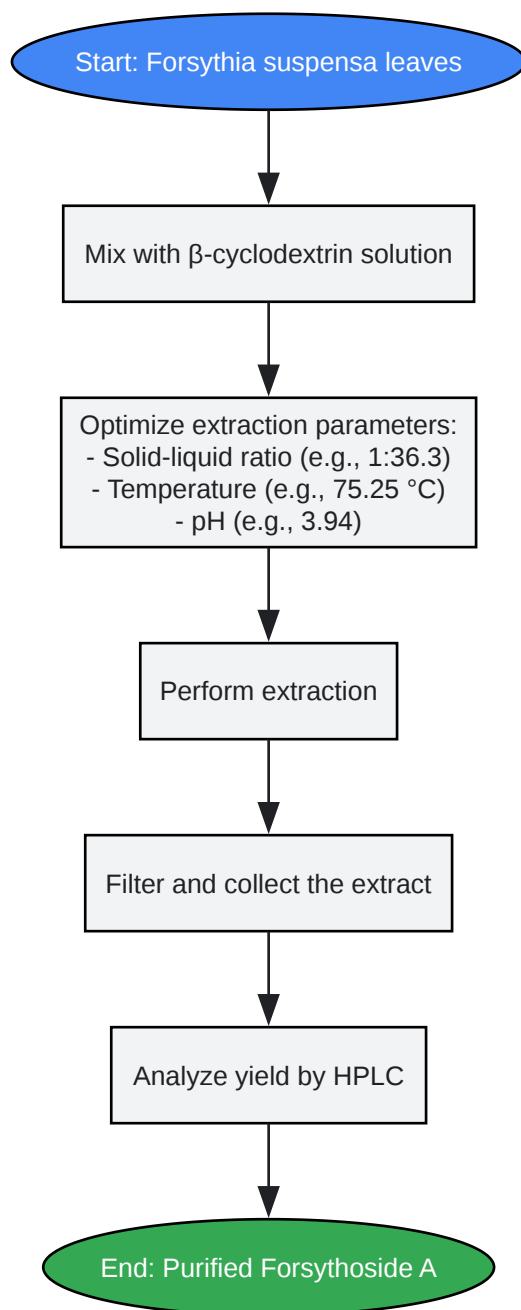 Start: Forsythia suspensa leaves
Mix with β-cyclodextrin solution
Optimize extraction parameters:
- Solid-liquid ratio (e.g., 1:36.3)
- Temperature (e.g., 75.25 °C)
- pH (e.g., 3.94)
Perform extraction
Filter and collect the extract
Analyze yield by HPLC
End: Purified Forsythoside A